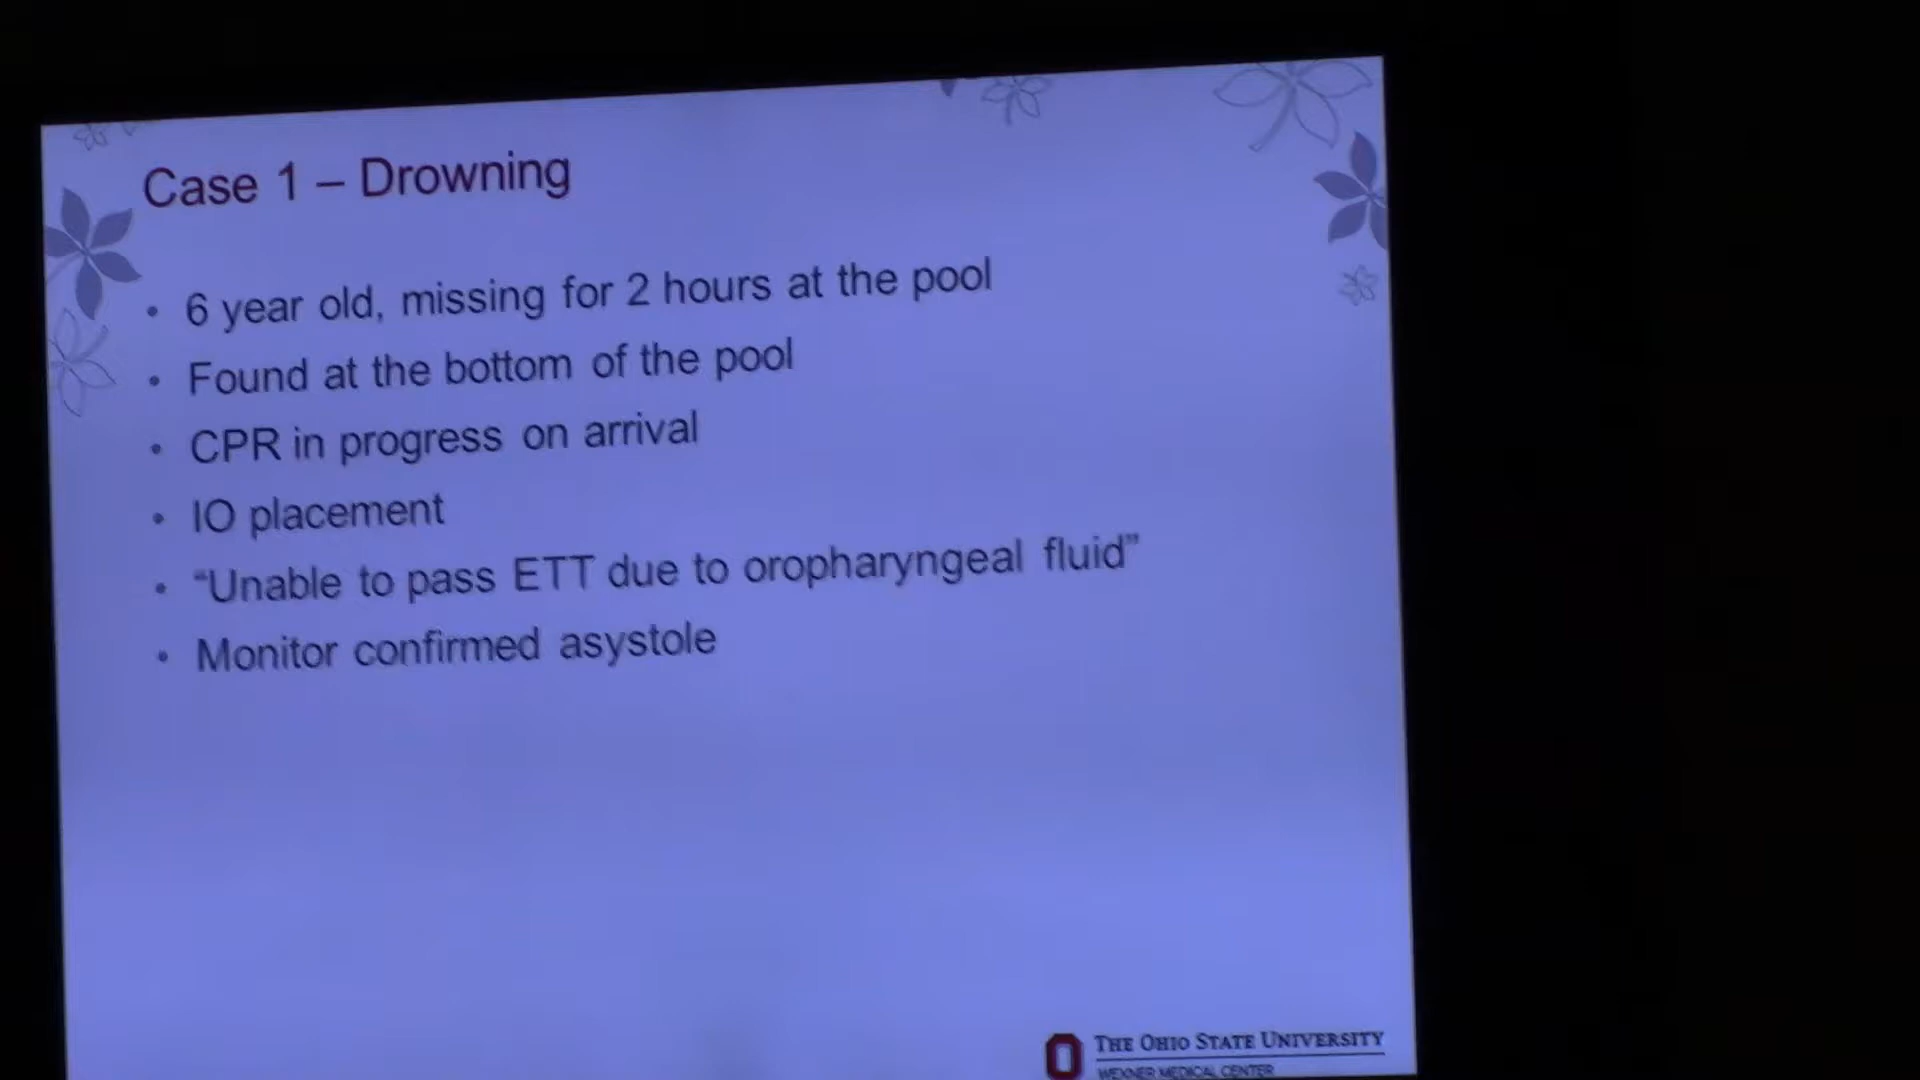 Case 1 – Drowning
• 6 year old, missing for 2 hours at the pool
• Found at the bottom of the pool
• CPR in progress on arrival
• IO placement
• “Unable to pass ETT due to oropharyngeal fluid”
• Monitor confirmed asystole
THE OHIO STATE UNIVERSITY
WEXNER MEDICAL CENTER